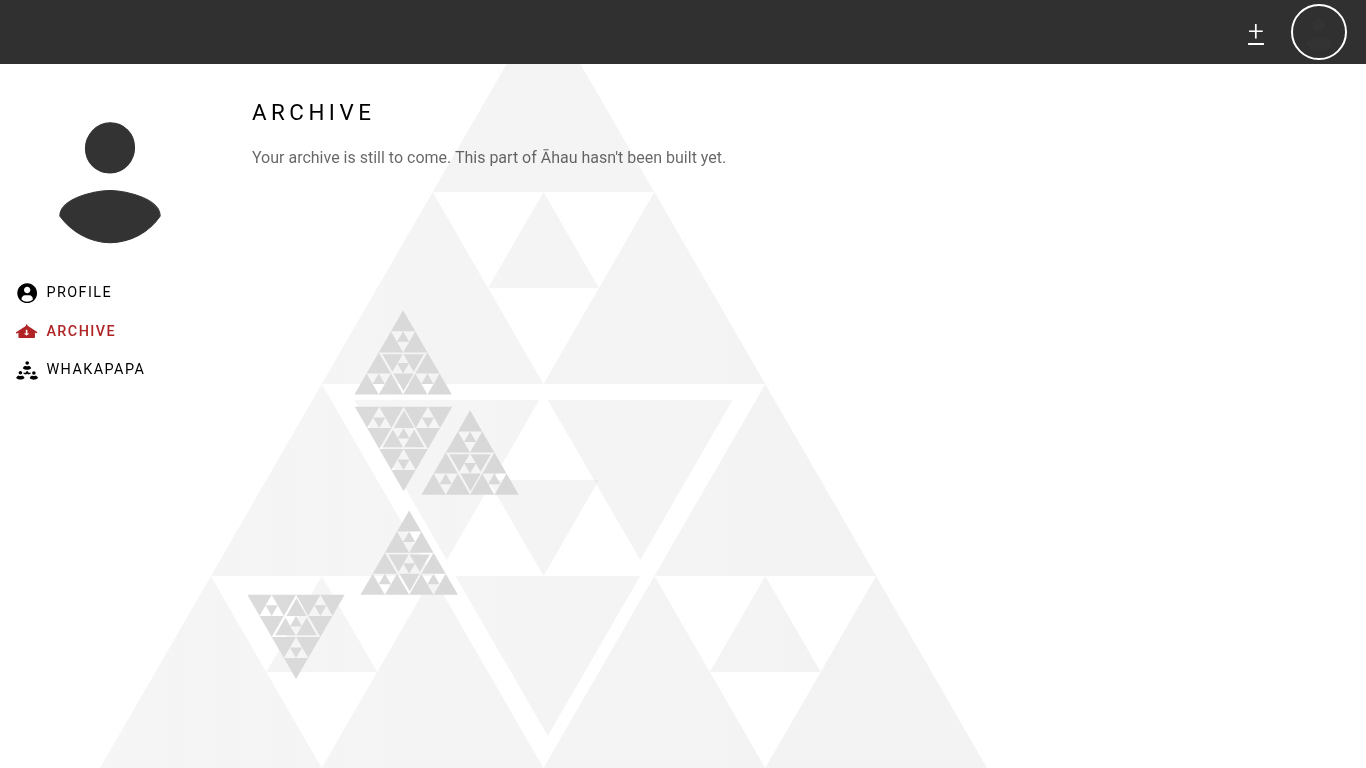 ARCHIVE
Your archive is still to come. This part of Āhau hasn't been built yet.
PROFILE
ARCHIVE
WHAKAPAPA